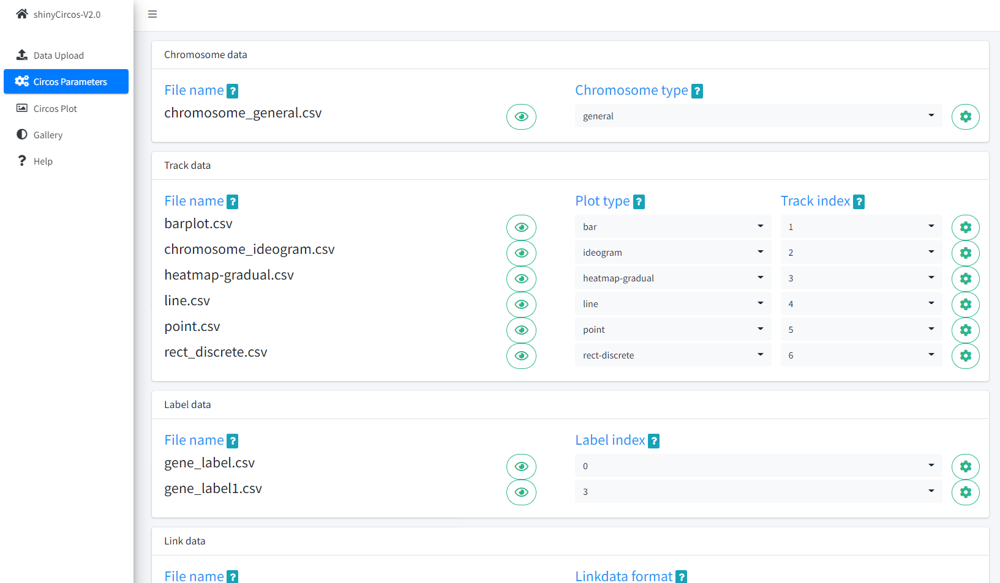 shinyCircos-V2.0
Data Upload
Circos Parameters
Circos Plot
Gallery
Help
Chromosome data
File name ? Chromosome type ?
chromosome_general.csv general
Track data
File name ? Plot type ? Track index ?
barplot.csv bar 1
chromosome_ideogram.csv ideogram 2
heatmap-gradual.csv heatmap-gradual 3
line.csv line 4
point.csv point 5
rect_discrete.csv rect-discrete 6
Label data
File name ? Label index ?
gene_label.csv 0
gene_label1.csv 3
Link data
File name ? Linkdata format ?